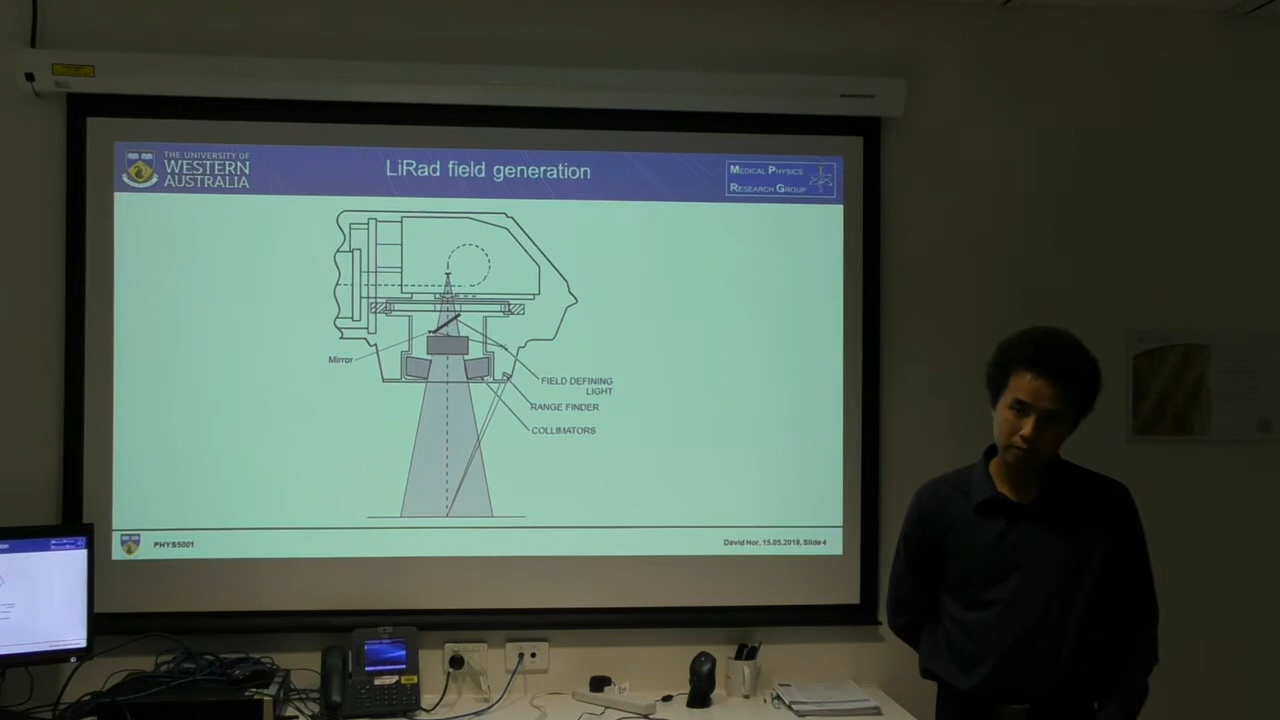 THE UNIVERSITY OF
WESTERN
AUSTRALIA
LiRad field generation
MEDICAL PHYSICS
RESEARCH GROUP
Mirror
FIELD DEFINING
LIGHT
RANGE FINDER
COLLIMATORS
PHYS5001
David Hor, 15.05.2018, Slide 4